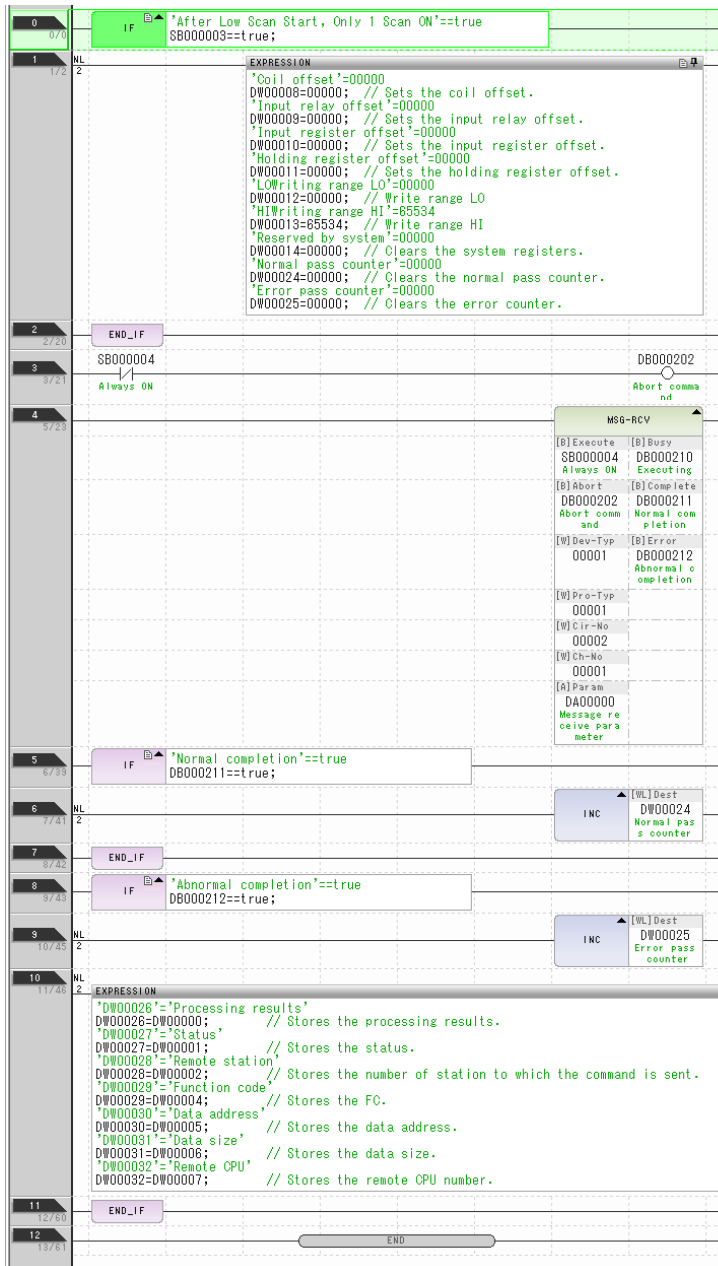 0
0/0
IF
'After Low Scan Start, Only 1 Scan ON'==true
SB000003==true;
1
1/2
NL
2
EXPRESSION
'Coil offset'=00000
DW00008=00000; // Sets the coil offset.
'Input relay offset'=00000
DW00009=00000; // Sets the input relay offset.
'Input register offset'=00000
DW00010=00000; // Sets the input register offset.
'Holding register offset'=00000
DW00011=00000; // Sets the holding register offset.
'LOWriting range LO'=00000
DW00012=00000; // Write range LO
'HIWriting range HI'=65534
DW00013=65534; // Write range HI
'Reserved by system'=00000
DW00014=00000; // Clears the system registers.
'Normal pass counter'=00000
DW00024=00000; // Clears the normal pass counter.
'Error pass counter'=00000
DW00025=00000; // Clears the error counter.
2
2/20
END_IF
3
3/21
SB000004
Always ON
DB000202
Abort comma
nd
4
5/23
MSG-RCV
[B]Execute [B]Busy
SB000004 DB000210
Always ON Executing
[B]Abort [B]Complete
DB000202 DB000211
Abort comm Normal com
and pletion
[W]Dev-Typ [B]Error
00001 DB000212
Abnormal c
ompletion
[W]Pro-Typ
00001
[W]Cir-No
00002
[W]Ch-No
00001
[A]Param
DA00000
Message re
ceive para
meter
5
6/39
IF
'Normal completion'==true
DB000211==true;
6
7/41
NL
2
INC
[WL]Dest
DW00024
Normal pas
s counter
7
8/42
END_IF
8
9/43
IF
'Abnormal completion'==true
DB000212==true;
9
10/45
NL
2
INC
[WL]Dest
DW00025
Error pass
counter
10
11/46
NL
2
EXPRESSION
'DW00026'='Processing results'
DW00026=DW00000; // Stores the processing results.
'DW00027'='Status'
DW00027=DW00001; // Stores the status.
'DW00028'='Remote station'
DW00028=DW00002; // Stores the number of station to which the command is sent.
'DW00029'='Function code'
DW00029=DW00004; // Stores the FC.
'DW00030'='Data address'
DW00030=DW00005; // Stores the data address.
'DW00031'='Data size'
DW00031=DW00006; // Stores the data size.
'DW00032'='Remote CPU'
DW00032=DW00007; // Stores the remote CPU number.
11
12/60
END_IF
12
13/61
END